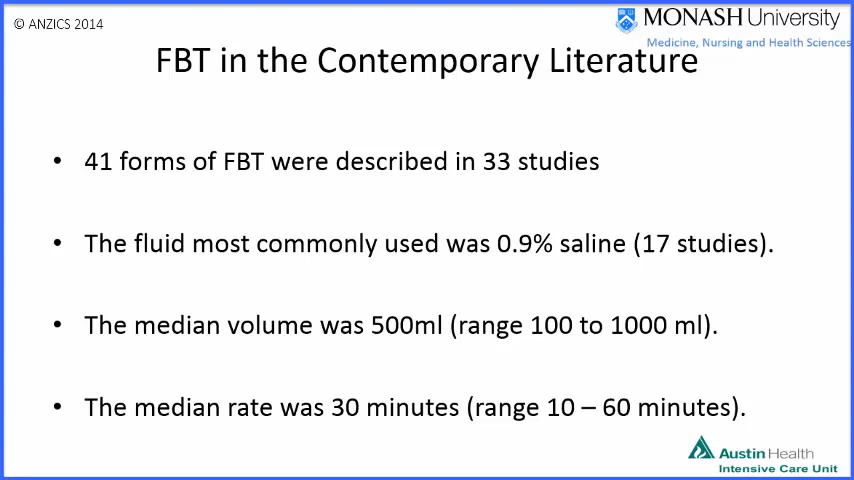 © ANZICS 2014
MONASH University
Medicine, Nursing and Health Sciences
FBT in the Contemporary Literature
• 41 forms of FBT were described in 33 studies
• The fluid most commonly used was 0.9% saline (17 studies).
• The median volume was 500ml (range 100 to 1000 ml).
• The median rate was 30 minutes (range 10 – 60 minutes).
Austin Health
Intensive Care Unit